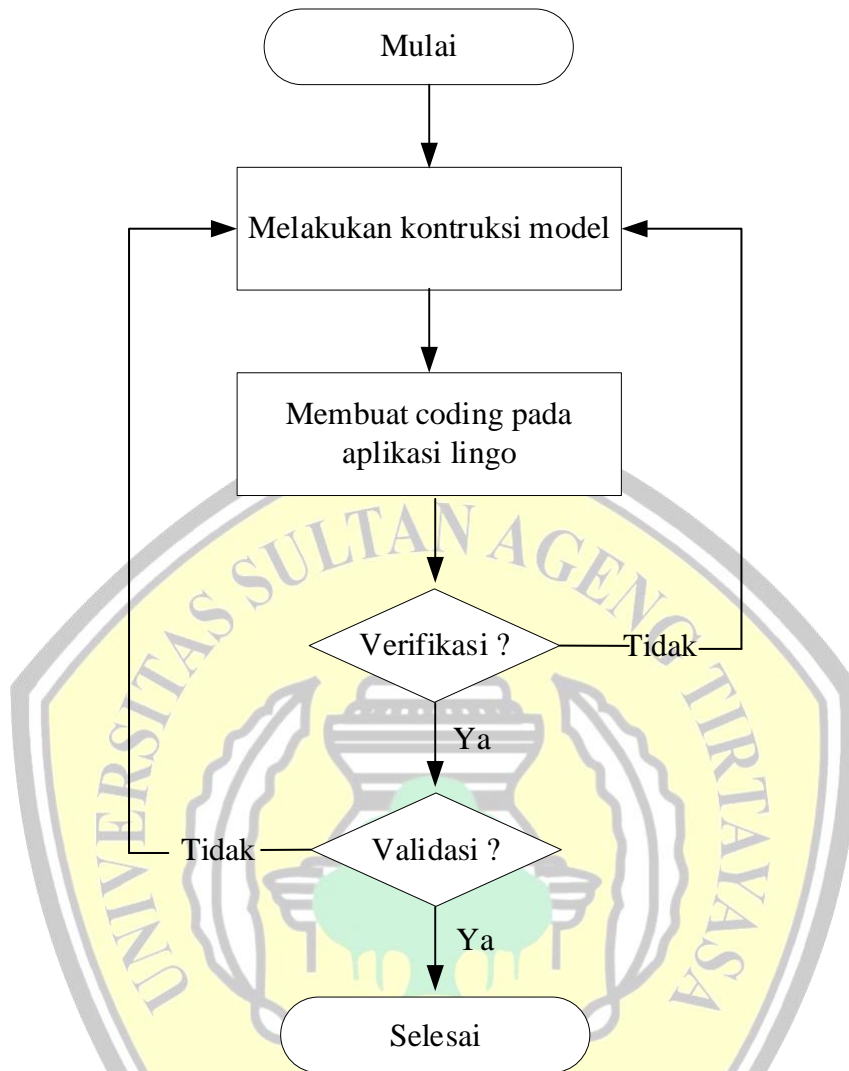 Mulai
Melakukan kontruksi model
Membuat coding pada
aplikasi lingo
UNIVERSITAS SULTAN AGENG TIRTAYASA
Verifikasi ?
Tidak
Ya
Tidak
Validasi ?
Ya
Selesai